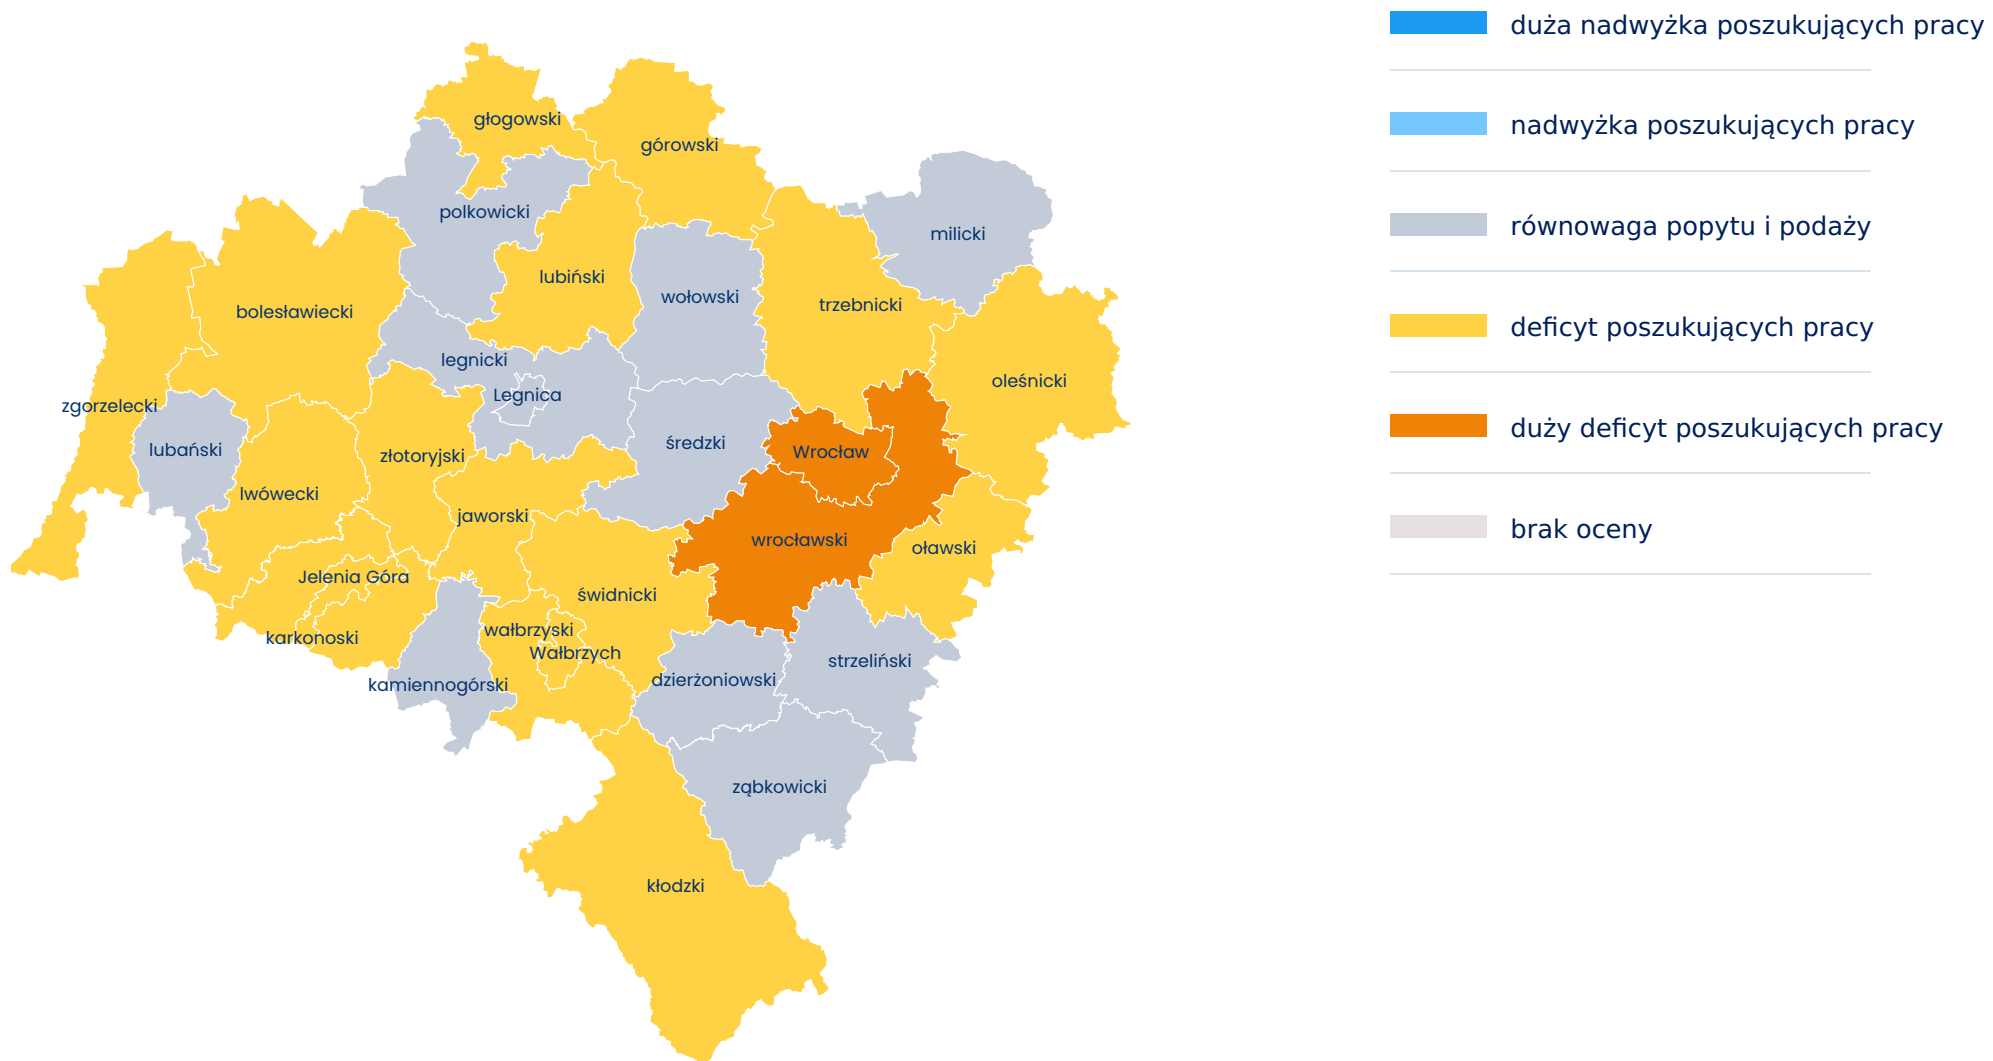 głogowski
górowski
polkowicki
milicki
lubiński
wołowski
trzebnicki
bolesławiecki
legnicki
oleśnicki
Legnica
zgorzelecki
średzki
lubański
Wrocław
złotoryjski
lwówecki
jaworski
wrocławski
oławski
Jelenia Góra
świdnicki
wałbrzyski
karkonoski
Wałbrzych
strzeliński
dzierżoniowski
kamiennogórski
ząbkowicki
kłodzki
duża nadwyżka poszukujących pracy
nadwyżka poszukujących pracy
równowaga popytu i podaży
deficyt poszukujących pracy
duży deficyt poszukujących pracy
brak oceny